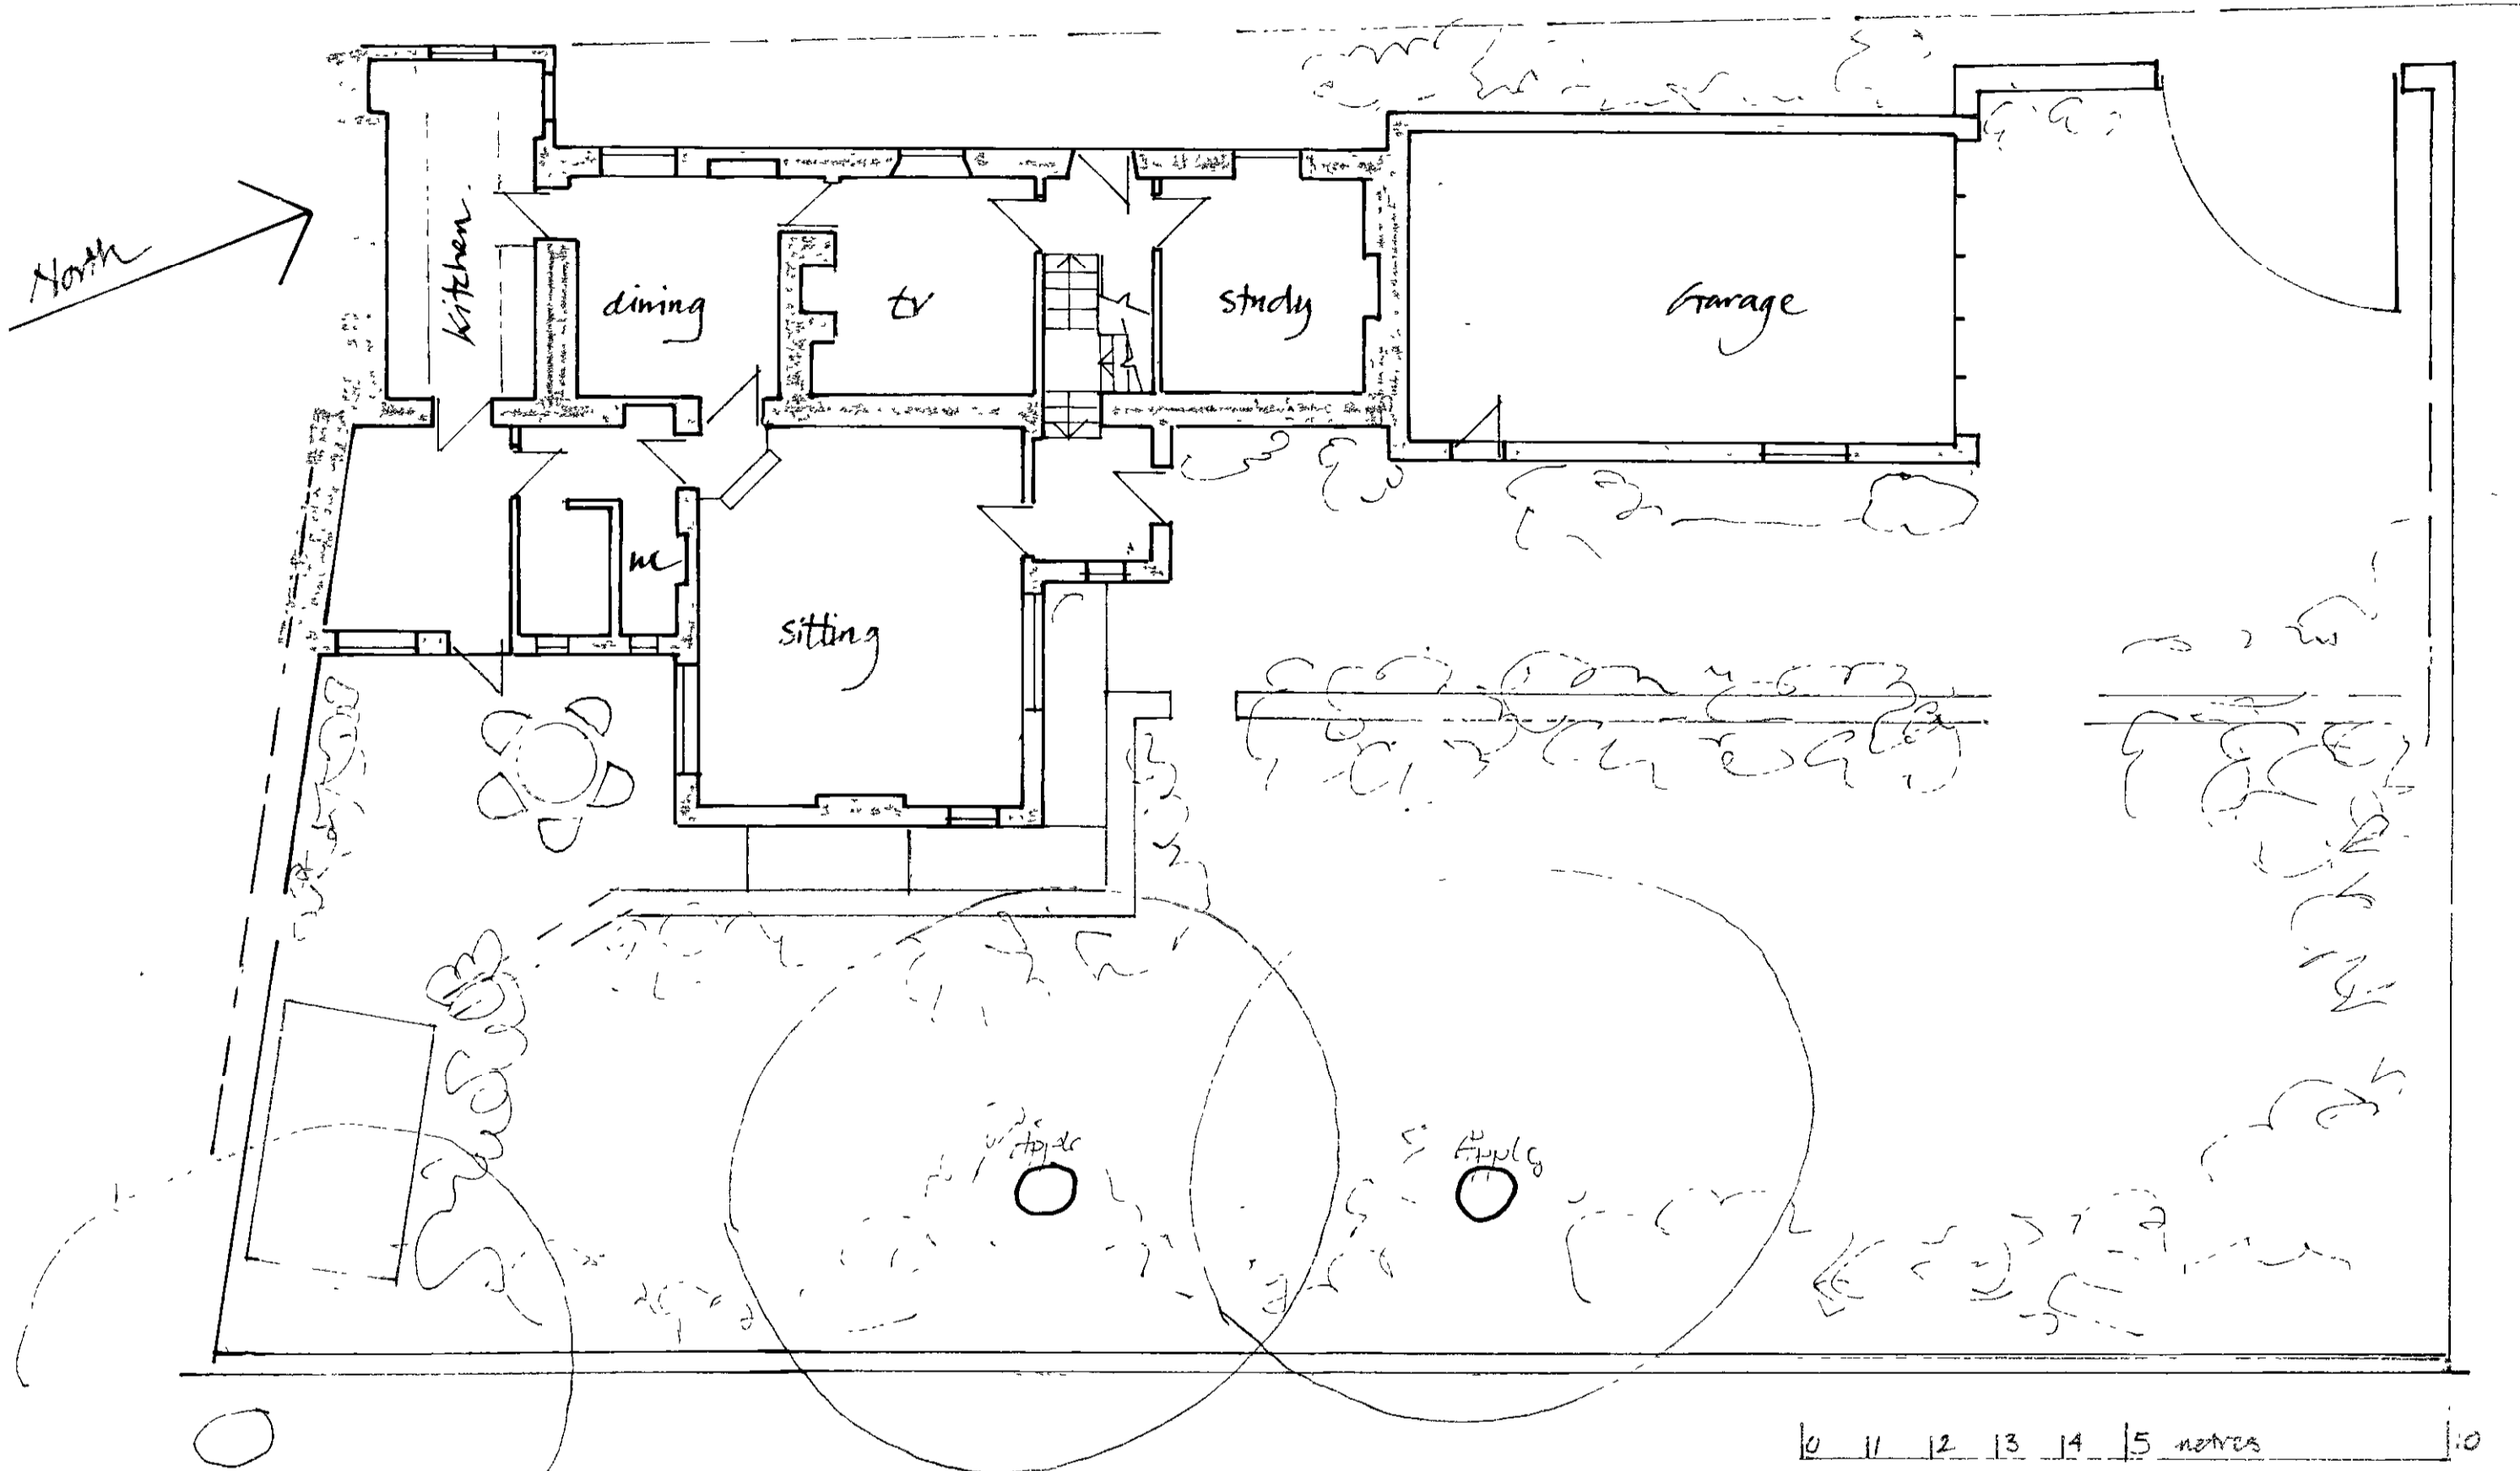 North
Kitchen
dining
tv
study
Garage
wc
sitting
Apple
Apple
0 1 2 3 4 5 metres 10